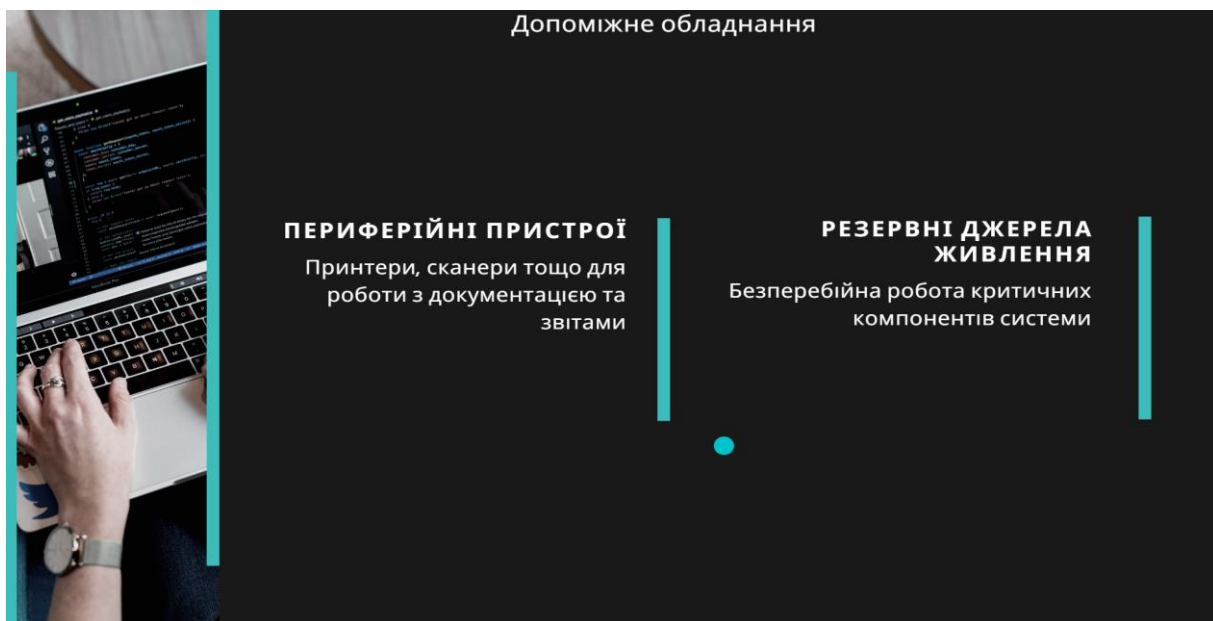 Допоміжне обладнання
ПЕРИФЕРІЙНІ ПРИСТРОЇ
Принтери, сканери тощо для
роботи з документацією та
звітами
РЕЗЕРВНІ ДЖЕРЕЛА
ЖИВЛЕННЯ
Безперебійна робота критичних
компонентів системи